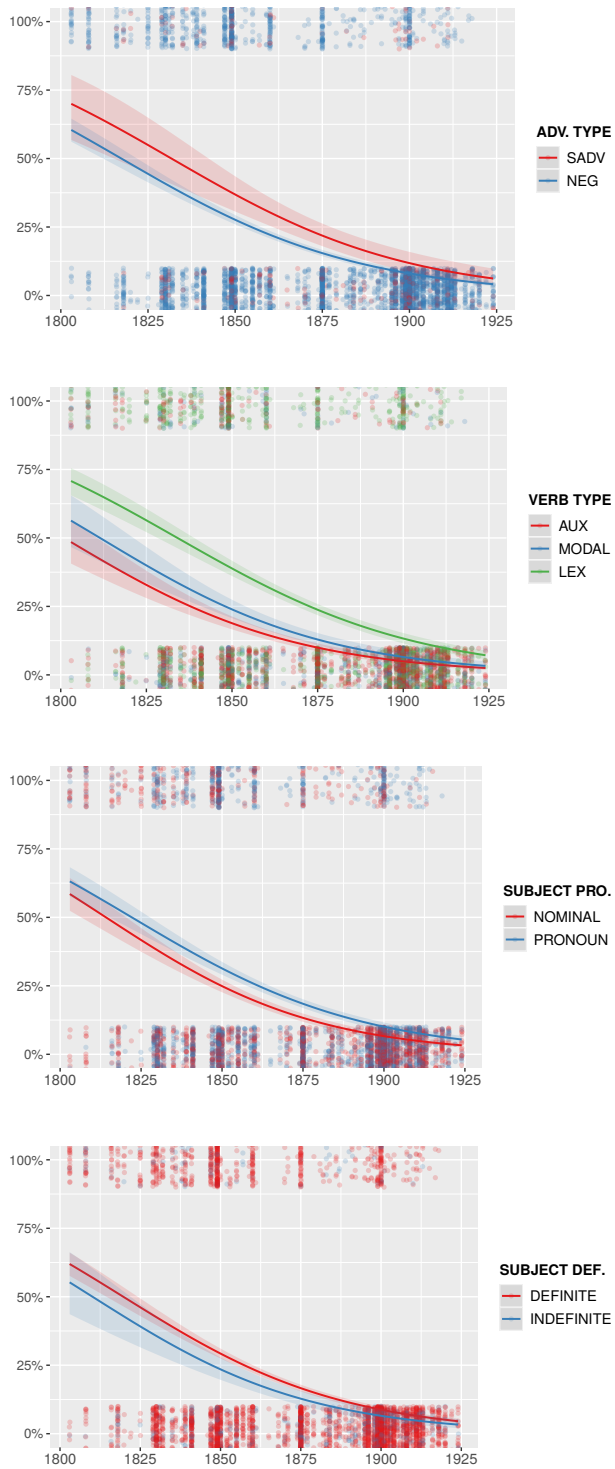 100%
75%
50%
25%
0%
1800 1825 1850 1875 1900 1925
ADV. TYPE
SADV
NEG
100%
75%
50%
25%
0%
1800 1825 1850 1875 1900 1925
VERB TYPE
AUX
MODAL
LEX
100%
75%
50%
25%
0%
1800 1825 1850 1875 1900 1925
SUBJECT PRO.
NOMINAL
PRONOUN
100%
75%
50%
25%
0%
1800 1825 1850 1875 1900 1925
SUBJECT DEF.
DEFINITE
INDEFINITE